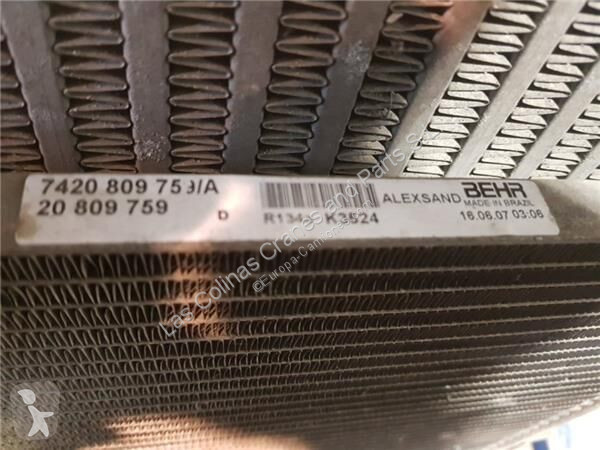 7420 809 759/A
20 809 759 D
R134a K3524
ALEXSAND
BEHR
MADE IN BRAZIL
16.06.07 03:06
Las Colinas Cranes and Parts S.
©Europa-Camiones